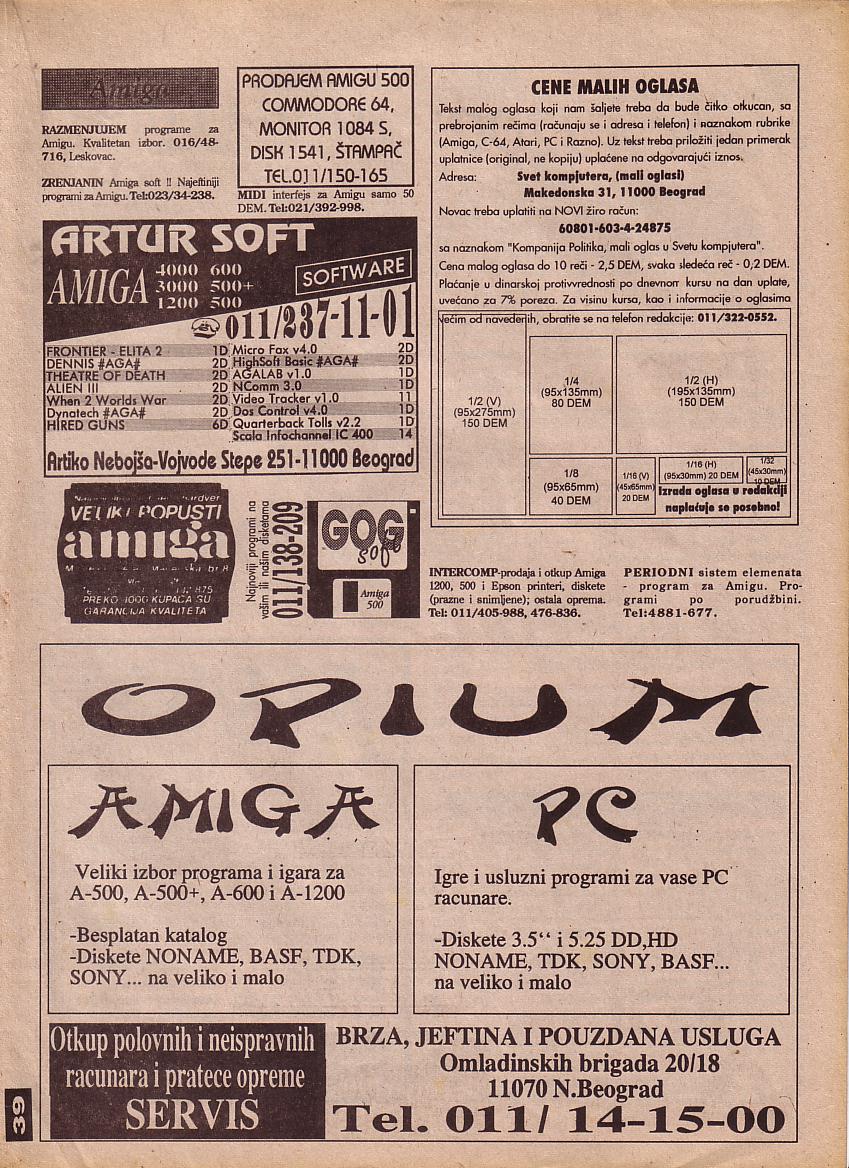 Amiga
RAZMENJUJEM programe za
Amigu. Kvalitetan izbor. 016/48-
716, Leskovac.
ZRENJANIN Amiga soft !! Najeftiniji
programi za Amigu. Tel:023/34-238.
PRODAJEM AMIGU 500
COMMODORE 64,
MONITOR 1084 S,
DISK 1541, ŠTAMPAČ
TEL.011/150-165
MIDI interfejs za Amigu samo 50
DEM. Tel:021/392-998.
ARTUR SOFT
AMIGA
4000 600
3000 500+
1200 500
SOFTWARE
011/237-11-01
FRONTIER - ELITA 2 1D
DENNIS #AGA# 2D
THEATRE OF DEATH 2D
ALIEN III 2D
When 2 Worlds War 2D
Dynatech #AGA# 2D
HIRED GUNS 6D
Micro Fax v4.0 2D
HighSoft Basic #AGA# 2D
AGALAB v1.0 1D
NComm 3.0 1D
Video Tracker v1.0 11
Dos Control v4.0 1D
Quarterback Tolls v2.2 1D
Scala Infochannel IC 400 14
Artiko Nebojša-Vojvode Stepe 251-11000 Beograd
VELIKI POPUSTI
amiga
PREKO 1000 KUPACA SU
GARANCIJA KVALITETA
Najnoviji programi na
vašim ili našim disketama
011/138-209
GOG
soft
Amiga
500
CENE MALIH OGLASA
Tekst malog oglasa koji nam šaljete treba da bude čitko otkucan, sa
prebrojanim rečima (računaju se i adresa i telefon) i naznakom rubrike
(Amiga, C-64, Atari, PC i Razno). Uz tekst treba priložiti jedan primerak
uplatnice (original, ne kopiju) uplaćene na odgovarajući iznos.
Adresa: Svet kompjutera, (mali oglasi)
Makedonska 31, 11000 Beograd
Novac treba uplatiti na NOVI žiro račun:
60801-603-4-24875
sa naznakom "Kompanija Politika, mali oglas u Svetu kompjutera".
Cena malog oglasa do 10 reči - 2,5 DEM, svaka sledeća reč - 0,2 DEM.
Plaćanje u dinarskoj protivvrednosti po dnevnom kursu na dan uplate,
uvećano za 7% poreza. Za visinu kursa, kao i informacije o oglasima
većim od navedenih, obratite se na telefon redakcije: 011/322-0552.
1/2 (V)
(95x275mm)
150 DEM
1/4
(95x135mm)
80 DEM
1/2 (H)
(195x135mm)
150 DEM
1/8
(95x65mm)
40 DEM
1/16 (V)
(45x65mm)
20 DEM
1/16 (H)
(95x30mm) 20 DEM
1/32
(45x30mm)
10 DEM
Izrada oglasa u redakciji
naplaćuje se posebno!
INTERCOMP-prodaja i otkup Amiga
1200, 500 i Epson printeri, diskete
(prazne i snimljene); ostala oprema.
Tel: 011/405-988, 476-836.
PERIODNI sistem elemenata
- program za Amigu. Pro-
grami po porudžbini.
Tel:4881-677.
OPIUM
AMIGA
Veliki izbor programa i igara za
A-500, A-500+, A-600 i A-1200
-Besplatan katalog
-Diskete NONAME, BASF, TDK,
SONY... na veliko i malo
PC
Igre i usluzni programi za vase PC
racunare.
-Diskete 3.5“ i 5.25 DD,HD
NONAME, TDK, SONY, BASF...
na veliko i malo
Otkup polovnih i neispravnih
racunara i pratece opreme
SERVIS
BRZA, JEFTINA I POUZDANA USLUGA
Omladinskih brigada 20/18
11070 N.Beograd
Tel. 011/ 14-15-00
39